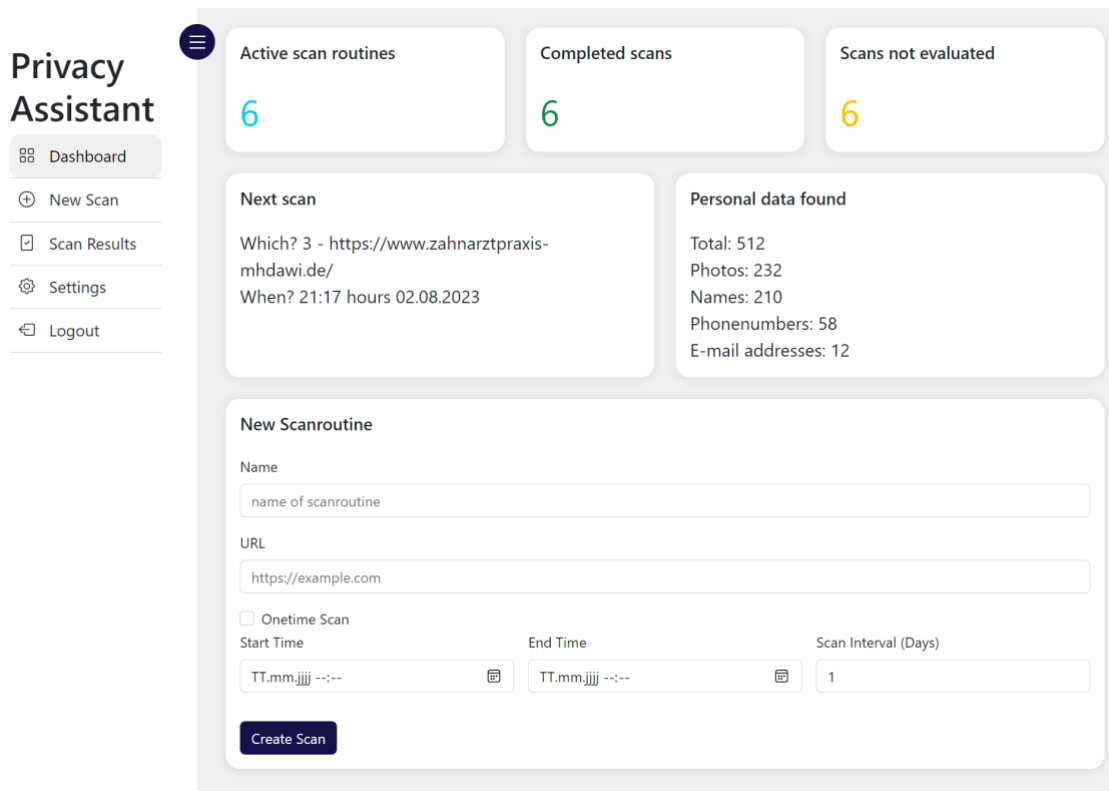 Privacy
Assistant
Dashboard
New Scan
Scan Results
Settings
Logout
Active scan routines
6
Completed scans
6
Scans not evaluated
6
Next scan
Which? 3 - https://www.zahnarztpraxis-
mhdawi.de/
When? 21:17 hours 02.08.2023
Personal data found
Total: 512
Photos: 232
Names: 210
Phonenumbers: 58
E-mail addresses: 12
New Scanroutine
Name
name of scanroutine
URL
https://example.com
Onetime Scan
Start Time
TT.mm.jjjj --:--
End Time
TT.mm.jjjj --:--
Scan Interval (Days)
1
Create Scan